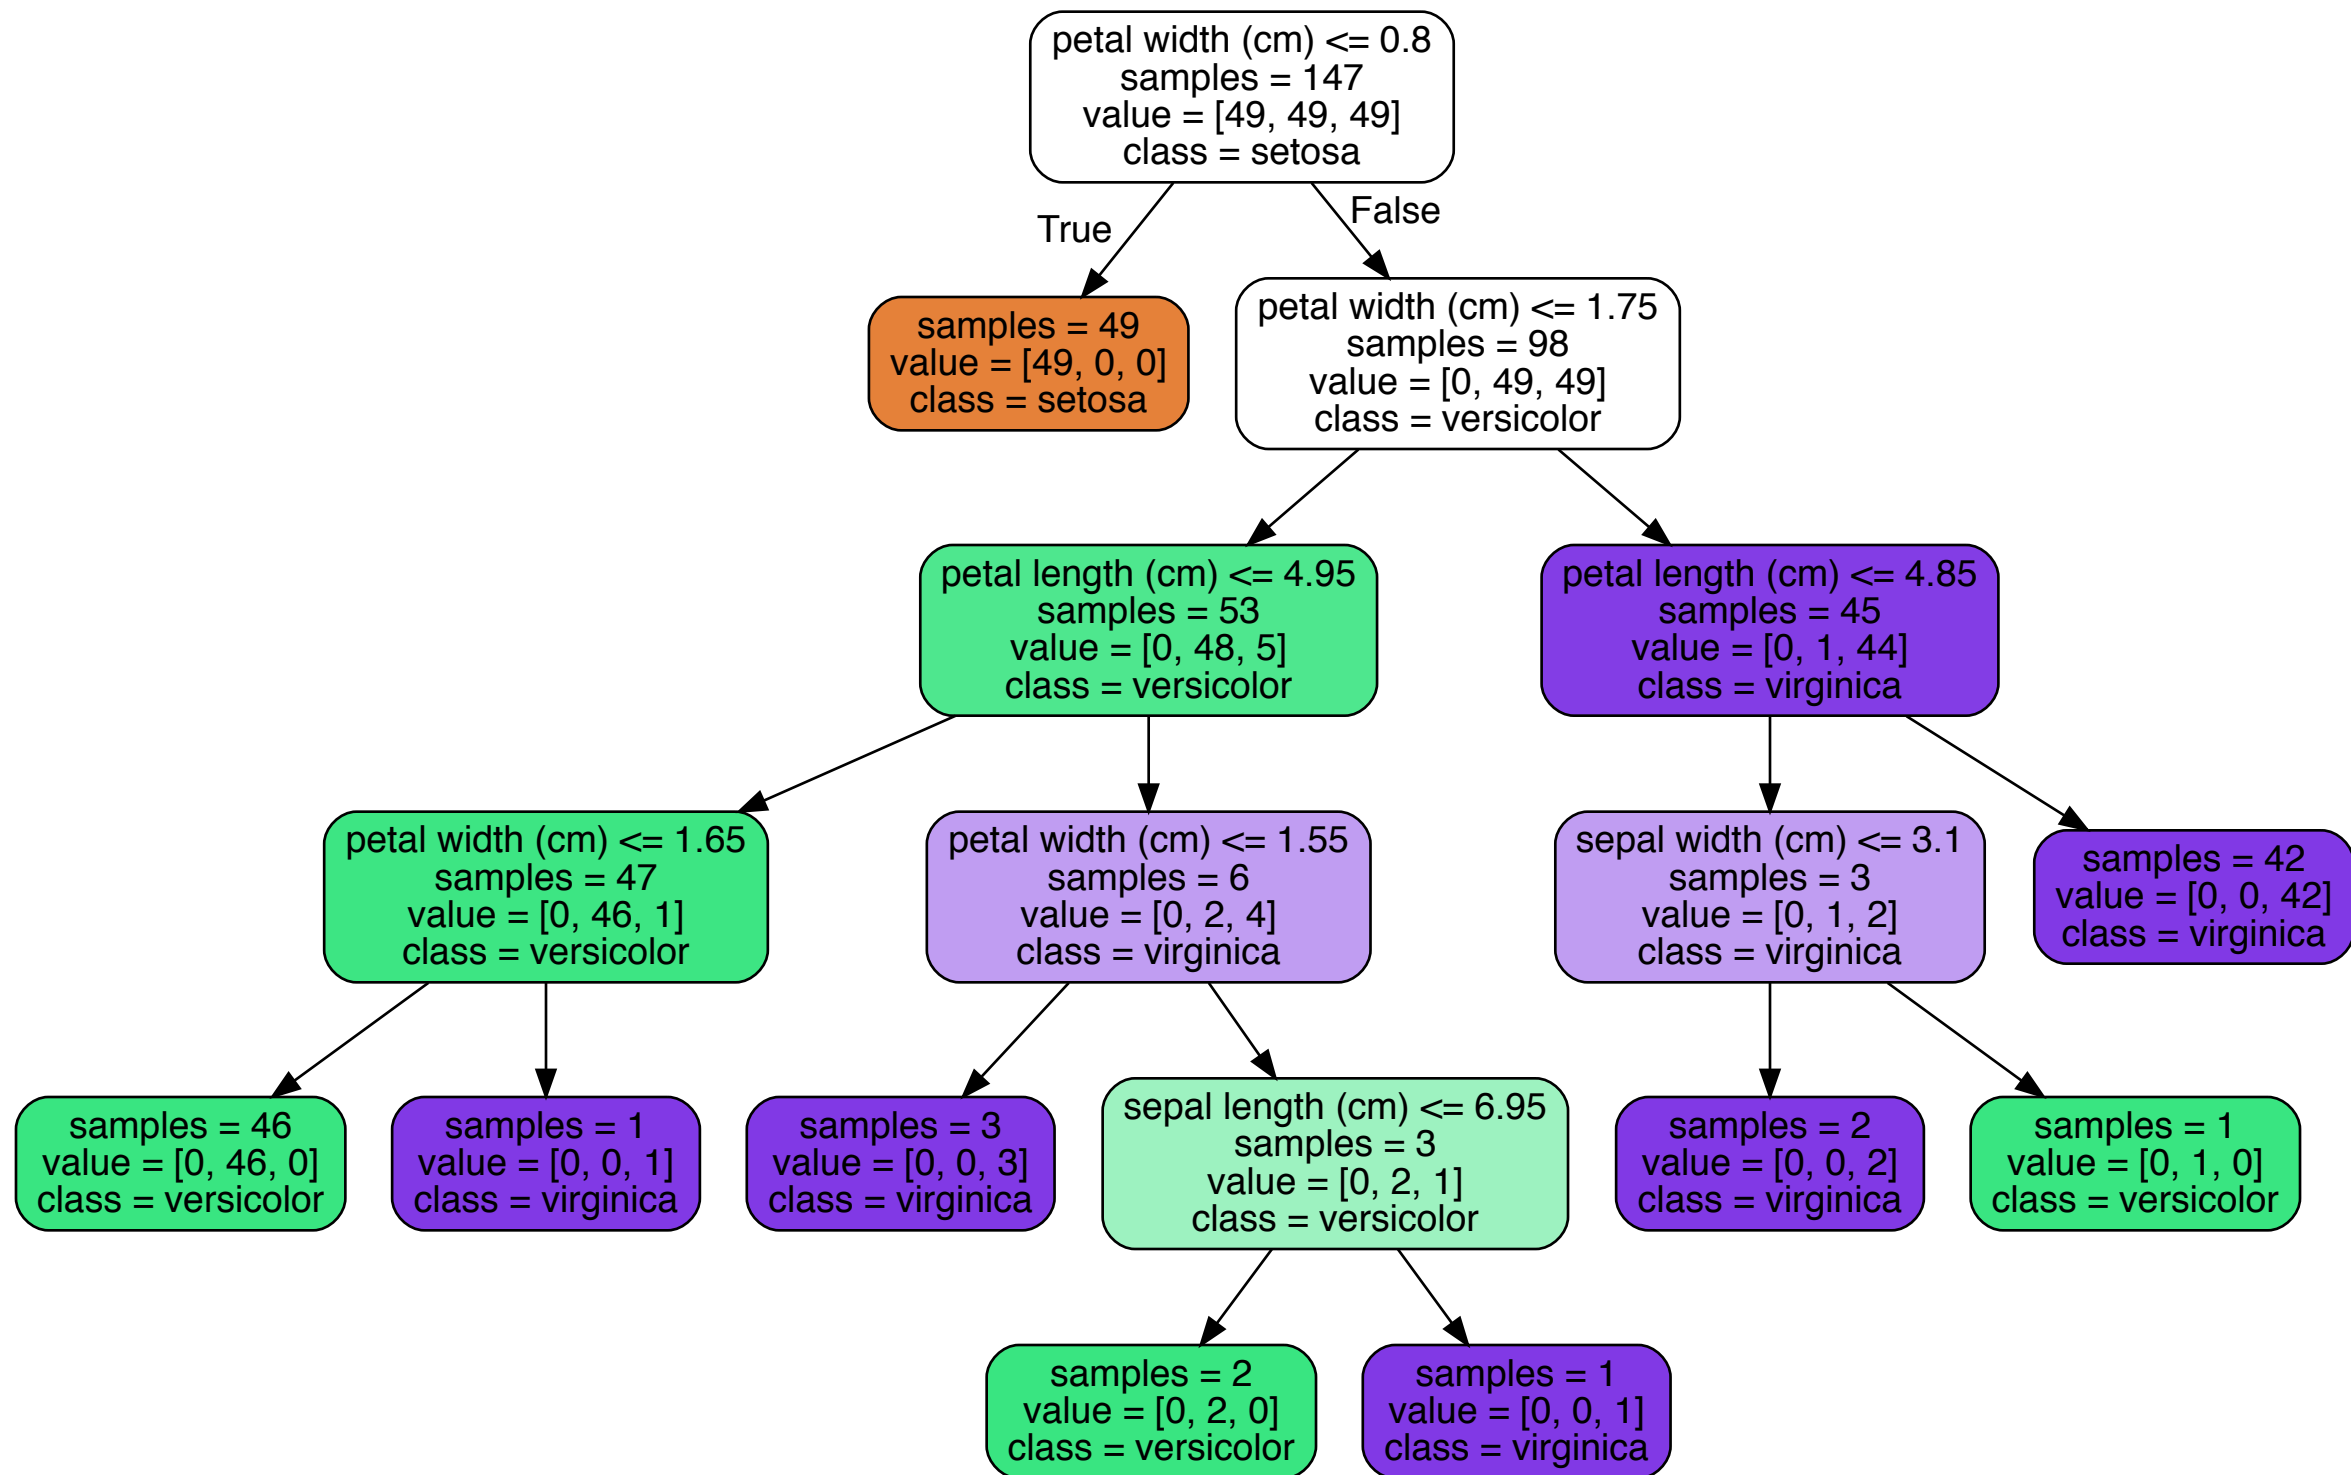 petal width (cm) <= 0.8
samples = 147
value = [49, 49, 49]
class = setosa
True
False
samples = 49
value = [49, 0, 0]
class = setosa
petal width (cm) <= 1.75
samples = 98
value = [0, 49, 49]
class = versicolor
petal length (cm) <= 4.95
samples = 53
value = [0, 48, 5]
class = versicolor
petal length (cm) <= 4.85
samples = 45
value = [0, 1, 44]
class = virginica
petal width (cm) <= 1.65
samples = 47
value = [0, 46, 1]
class = versicolor
petal width (cm) <= 1.55
samples = 6
value = [0, 2, 4]
class = virginica
sepal width (cm) <= 3.1
samples = 3
value = [0, 1, 2]
class = virginica
samples = 42
value = [0, 0, 42]
class = virginica
samples = 46
value = [0, 46, 0]
class = versicolor
samples = 1
value = [0, 0, 1]
class = virginica
samples = 3
value = [0, 0, 3]
class = virginica
sepal length (cm) <= 6.95
samples = 3
value = [0, 2, 1]
class = versicolor
samples = 2
value = [0, 0, 2]
class = virginica
samples = 1
value = [0, 1, 0]
class = versicolor
samples = 2
value = [0, 2, 0]
class = versicolor
samples = 1
value = [0, 0, 1]
class = virginica